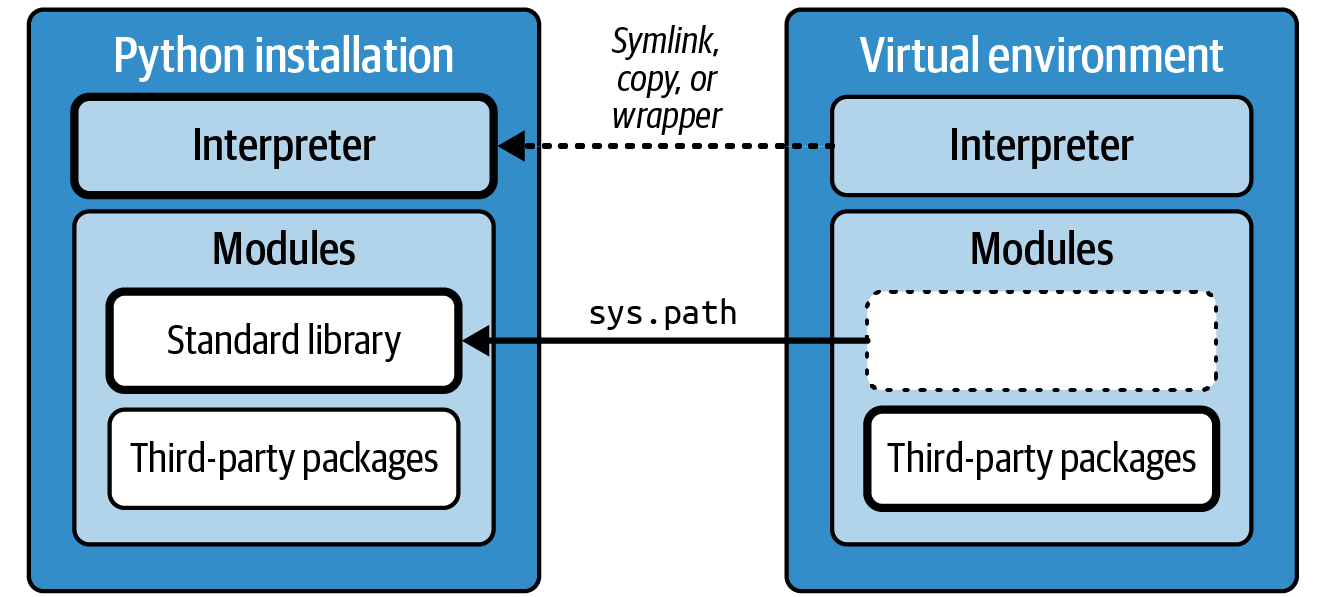 Python installation
Interpreter
Modules
Standard library
Third-party packages
Symlink,
copy, or
wrapper
sys.path
Virtual environment
Interpreter
Modules
Third-party packages